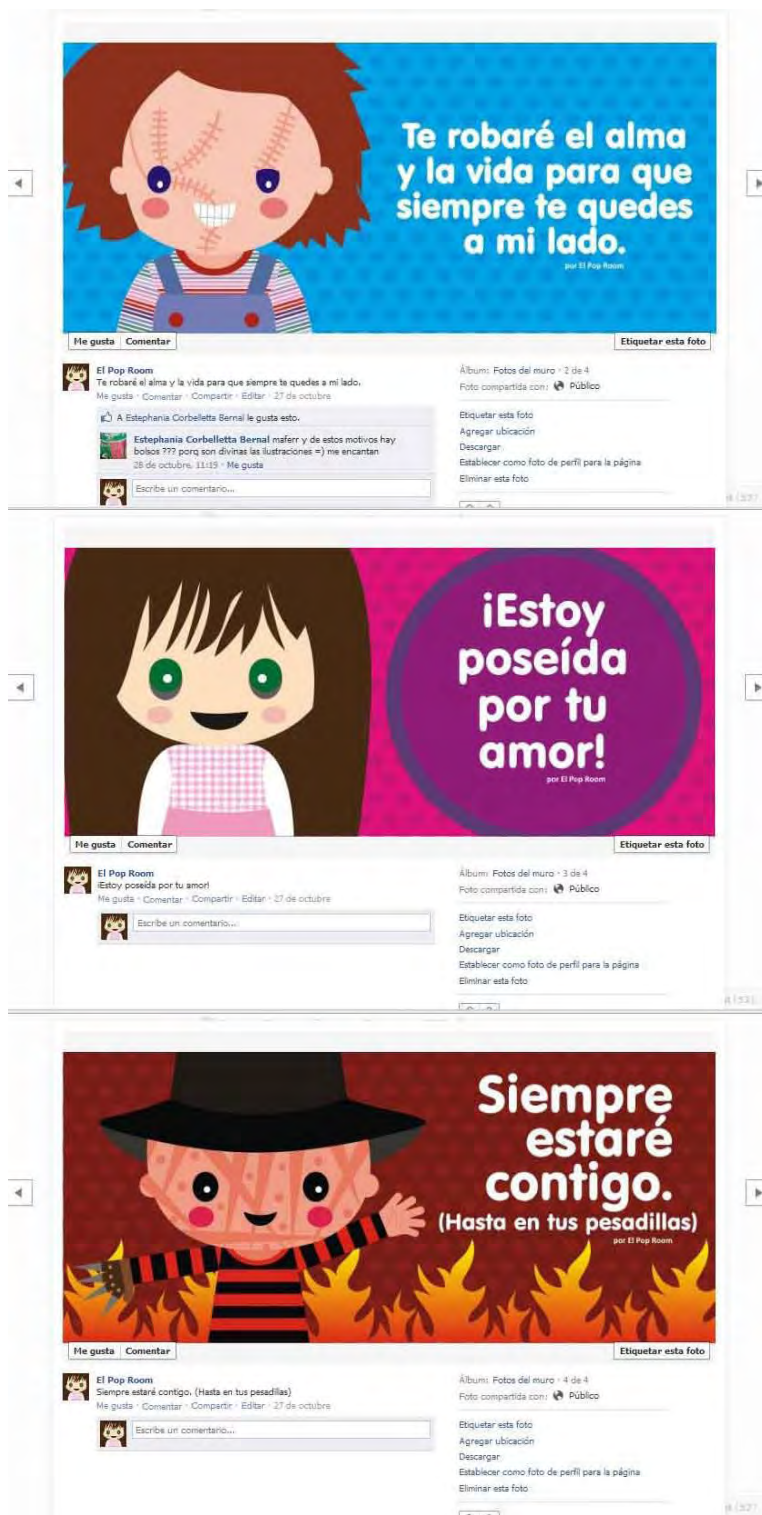 Te robaré el alma
y la vida para que
siempre te quedes
a mi lado.
por El Pop Room
Me gusta Comentar
Etiquetar esta foto
El Pop Room
Te robaré el alma y la vida para que siempre te quedes a mi lado.
Me gusta · Comentar · Compartir · Editar · 27 de octubre
A Estephania Corbelletta Bernal le gusta esto.
Estephania Corbelletta Bernal maferr y de estos motivos hay
bolsos ??? porq son divinas las ilustraciones =) me encantan
28 de octubre, 11:19 · Me gusta
Escribe un comentario...
Álbum: Fotos del muro · 2 de 4
Foto compartida con: Público
Etiquetar esta foto
Agregar ubicación
Descargar
Establecer como foto de perfil para la página
Eliminar esta foto
¡Estoy
poseída
por tu
amor!
por El Pop Room
Me gusta Comentar
Etiquetar esta foto
El Pop Room
¡Estoy poseída por tu amor!
Me gusta · Comentar · Compartir · Editar · 27 de octubre
Escribe un comentario...
Álbum: Fotos del muro · 3 de 4
Foto compartida con: Público
Etiquetar esta foto
Agregar ubicación
Descargar
Establecer como foto de perfil para la página
Eliminar esta foto
Siempre
estaré
contigo.
(Hasta en tus pesadillas)
por El Pop Room
Me gusta Comentar
Etiquetar esta foto
El Pop Room
Siempre estaré contigo. (Hasta en tus pesadillas)
Me gusta · Comentar · Compartir · Editar · 27 de octubre
Escribe un comentario...
Álbum: Fotos del muro · 4 de 4
Foto compartida con: Público
Etiquetar esta foto
Agregar ubicación
Descargar
Establecer como foto de perfil para la página
Eliminar esta foto